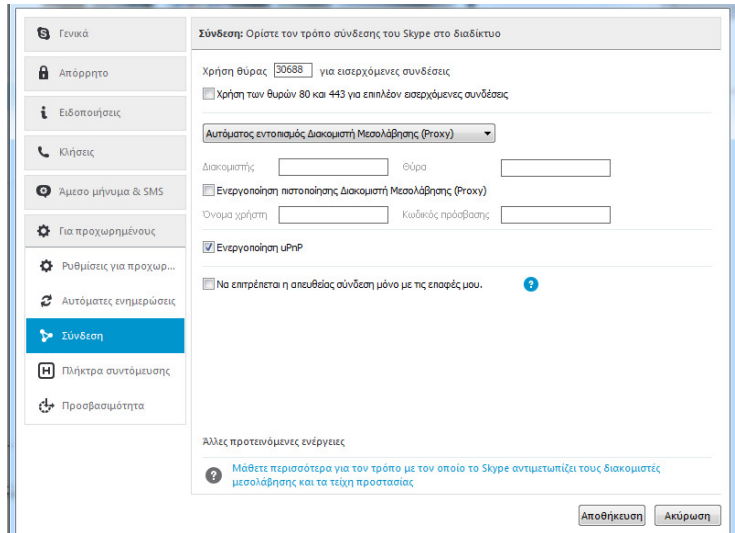 Γενικά
Απόρρητο
Ειδοποιήσεις
Κλήσεις
Άμεσο μήνυμα & SMS
Για προχωρημένους
Ρυθμίσεις για προχωρ...
Αυτόματες ενημερώσεις
Σύνδεση
Πλήκτρα συντόμευσης
Προσβασιμότητα
Σύνδεση: Ορίστε τον τρόπο σύνδεσης του Skype στο διαδίκτυο
Χρήση θύρας 30688 για εισερχόμενες συνδέσεις
Χρήση των θυρών 80 και 443 για επιπλέον εισερχόμενες συνδέσεις
Αυτόματος εντοπισμός Διακομιστή Μεσολάβησης (Proxy)
Διακομιστής Θύρα
Ενεργοποίηση πιστοποίησης Διακομιστή Μεσολάβησης (Proxy)
Όνομα χρήστη Κωδικός πρόσβασης
Ενεργοποίηση uPnP
Να επιτρέπεται η απευθείας σύνδεση μόνο με τις επαφές μου.
Άλλες προτεινόμενες ενέργειες
Μάθετε περισσότερα για τον τρόπο με τον οποίο το Skype αντιμετωπίζει τους διακομιστές
μεσολάβησης και τα τείχη προστασίας
Αποθήκευση Ακύρωση